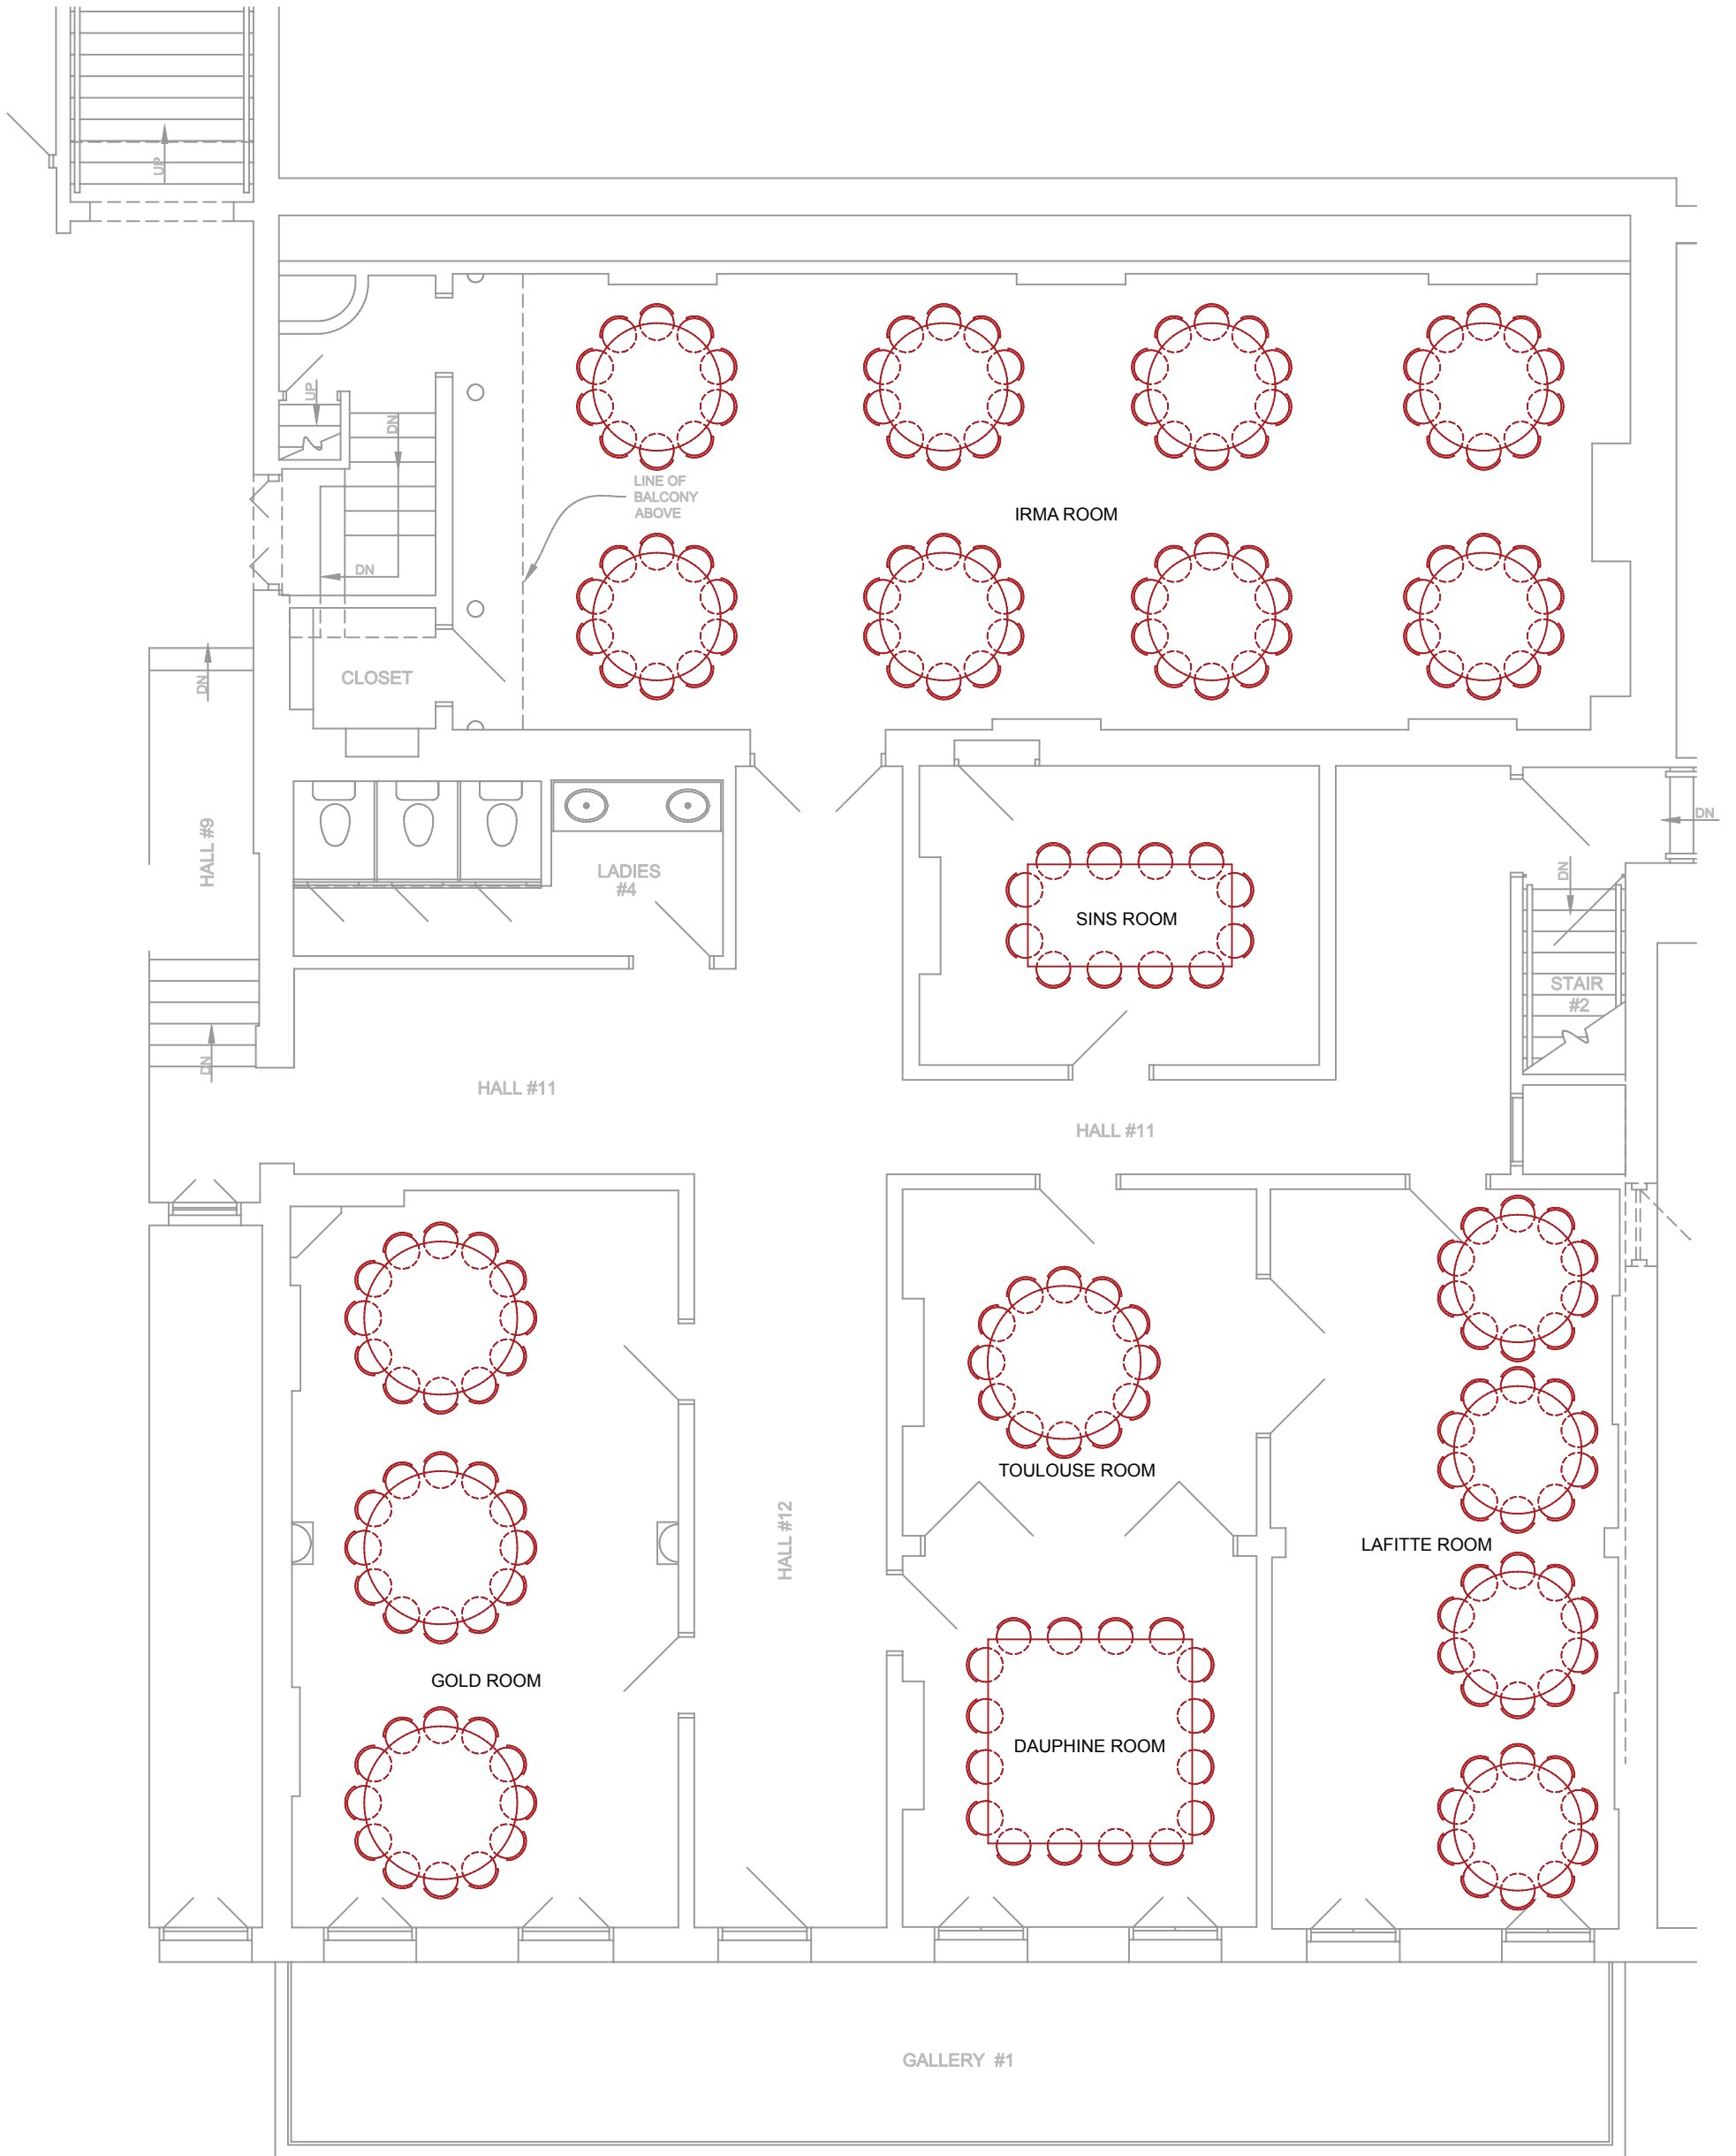 UP
UP
DN
LINE OF
BALCONY
ABOVE
IRMA ROOM
DN
CLOSET
DN
HALL #9
LADIES
#4
DN
DN
SINS ROOM
STAIR
#2
DN
HALL #11
HALL #11
TOULOUSE ROOM
HALL #12
LAFITTE ROOM
GOLD ROOM
DAUPHINE ROOM
GALLERY #1